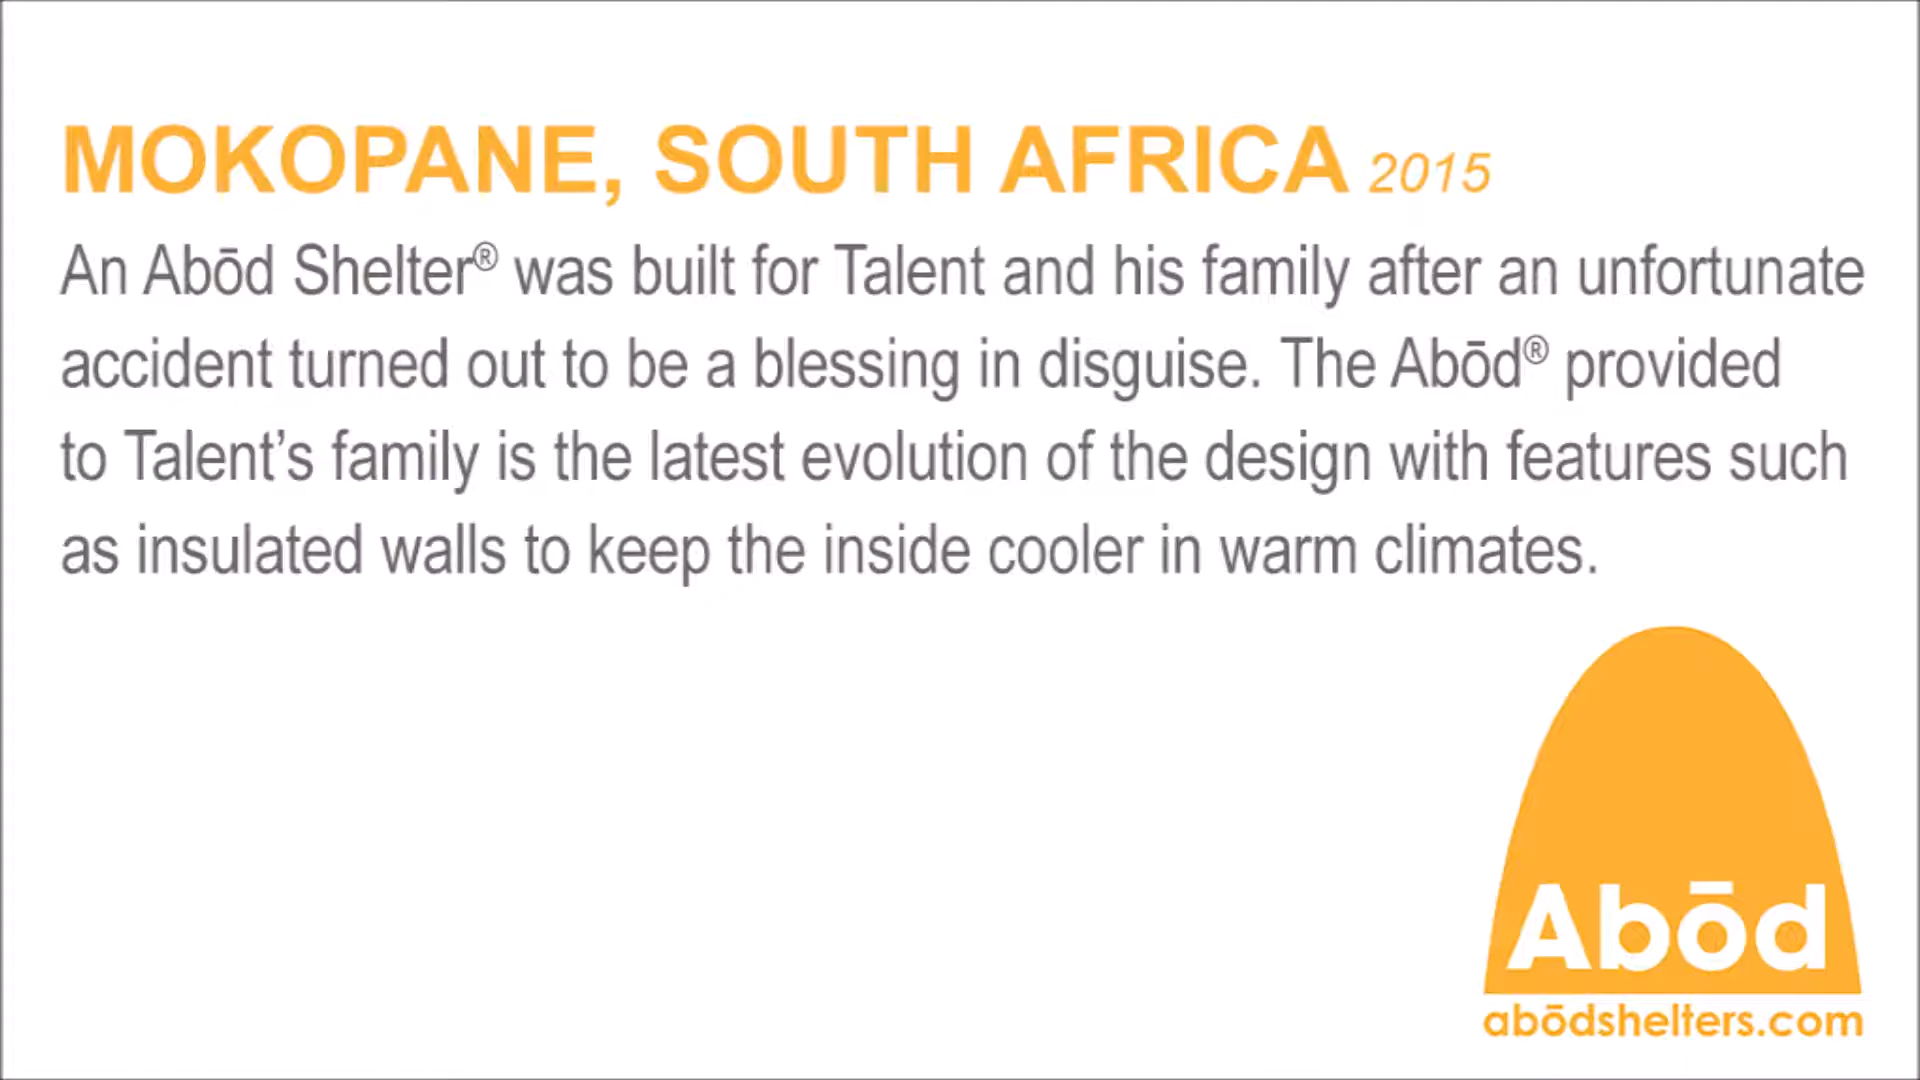 MOKOPANE, SOUTH AFRICA 2015
An Abōd Shelter® was built for Talent and his family after an unfortunate
accident turned out to be a blessing in disguise. The Abōd® provided
to Talent’s family is the latest evolution of the design with features such
as insulated walls to keep the inside cooler in warm climates.
Abōd
abōdshelters.com